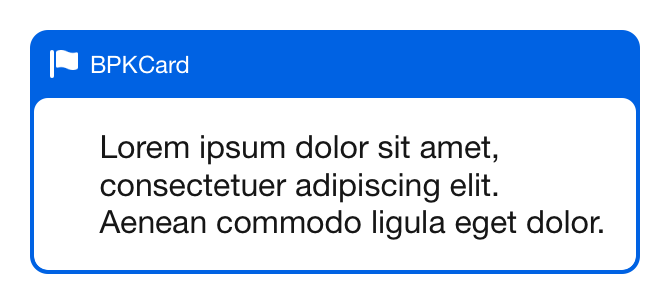 BPKCard
Lorem ipsum dolor sit amet,
consectetuer adipiscing elit.
Aenean commodo ligula eget dolor.